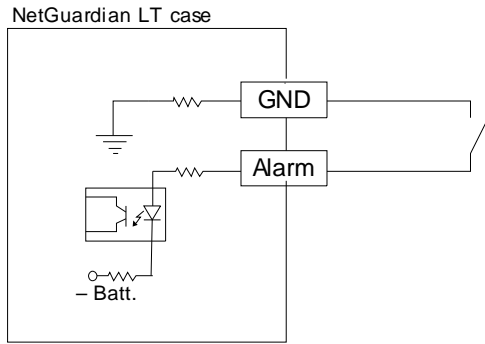 NetGuardian LT case
GND
Alarm
– Batt.